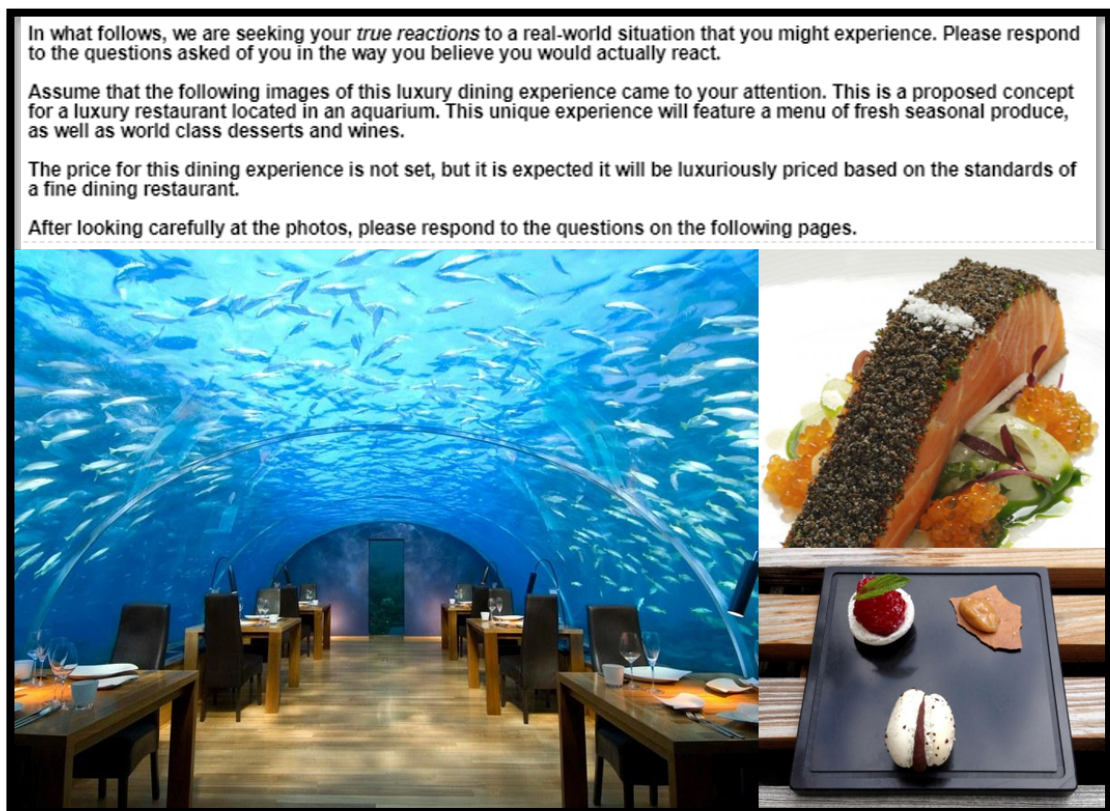 In what follows, we are seeking your true reactions to a real-world situation that you might experience. Please respond
to the questions asked of you in the way you believe you would actually react.
Assume that the following images of this luxury dining experience came to your attention. This is a proposed concept
for a luxury restaurant located in an aquarium. This unique experience will feature a menu of fresh seasonal produce,
as well as world class desserts and wines.
The price for this dining experience is not set, but it is expected it will be luxuriously priced based on the standards of
a fine dining restaurant.
After looking carefully at the photos, please respond to the questions on the following pages.